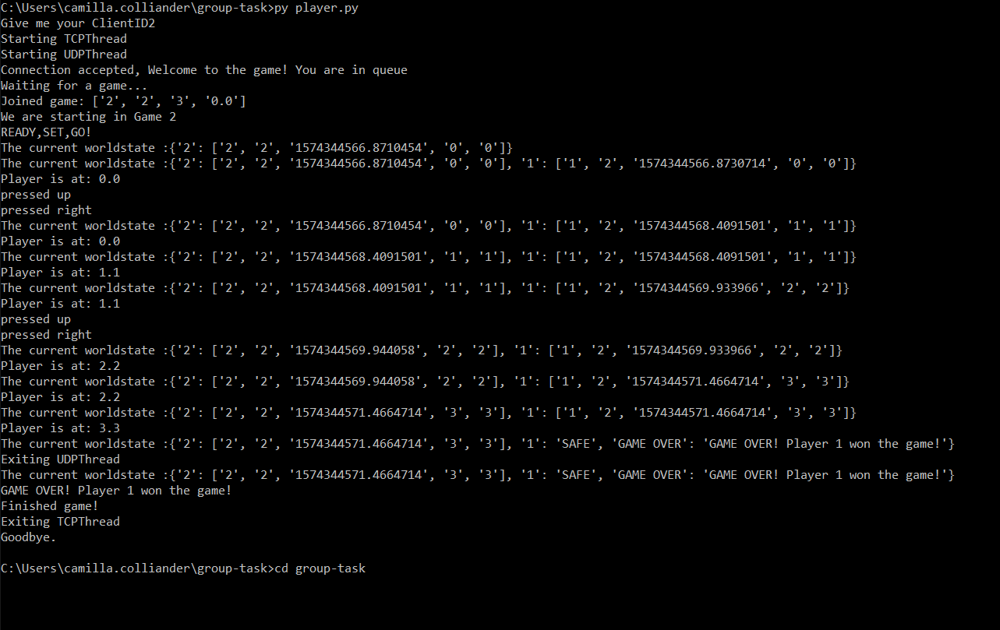 C:\Users\camilla.colliander\group-task>py player.py
Give me your ClientID2
Starting TCPThread
Starting UDPThread
Connection accepted, Welcome to the game! You are in queue
Waiting for a game...
Joined game: ['2', '2', '3', '0.0']
We are starting in Game 2
READY,SET,GO!
The current worldstate :{'2': ['2', '2', '1574344566.8710454', '0', '0']}
The current worldstate :{'2': ['2', '2', '1574344566.8710454', '0', '0'], '1': ['1', '2', '1574344566.8730714', '0', '0']}
Player is at: 0.0
pressed up
pressed right
The current worldstate :{'2': ['2', '2', '1574344566.8710454', '0', '0'], '1': ['1', '2', '1574344568.4091501', '1', '1']}
Player is at: 0.0
The current worldstate :{'2': ['2', '2', '1574344568.4091501', '1', '1'], '1': ['1', '2', '1574344568.4091501', '1', '1']}
Player is at: 1.1
The current worldstate :{'2': ['2', '2', '1574344568.4091501', '1', '1'], '1': ['1', '2', '1574344569.933966', '2', '2']}
Player is at: 1.1
pressed up
pressed right
The current worldstate :{'2': ['2', '2', '1574344569.944058', '2', '2'], '1': ['1', '2', '1574344569.933966', '2', '2']}
Player is at: 2.2
The current worldstate :{'2': ['2', '2', '1574344569.944058', '2', '2'], '1': ['1', '2', '1574344571.4664714', '3', '3']}
Player is at: 2.2
The current worldstate :{'2': ['2', '2', '1574344571.4664714', '3', '3'], '1': ['1', '2', '1574344571.4664714', '3', '3']}
Player is at: 3.3
The current worldstate :{'2': ['2', '2', '1574344571.4664714', '3', '3'], '1': 'SAFE', 'GAME OVER': 'GAME OVER! Player 1 won the game!'}
Exiting UDPThread
The current worldstate :{'2': ['2', '2', '1574344571.4664714', '3', '3'], '1': 'SAFE', 'GAME OVER': 'GAME OVER! Player 1 won the game!'}
GAME OVER! Player 1 won the game!
Finished game!
Exiting TCPThread
Goodbye.
C:\Users\camilla.colliander\group-task>cd group-task